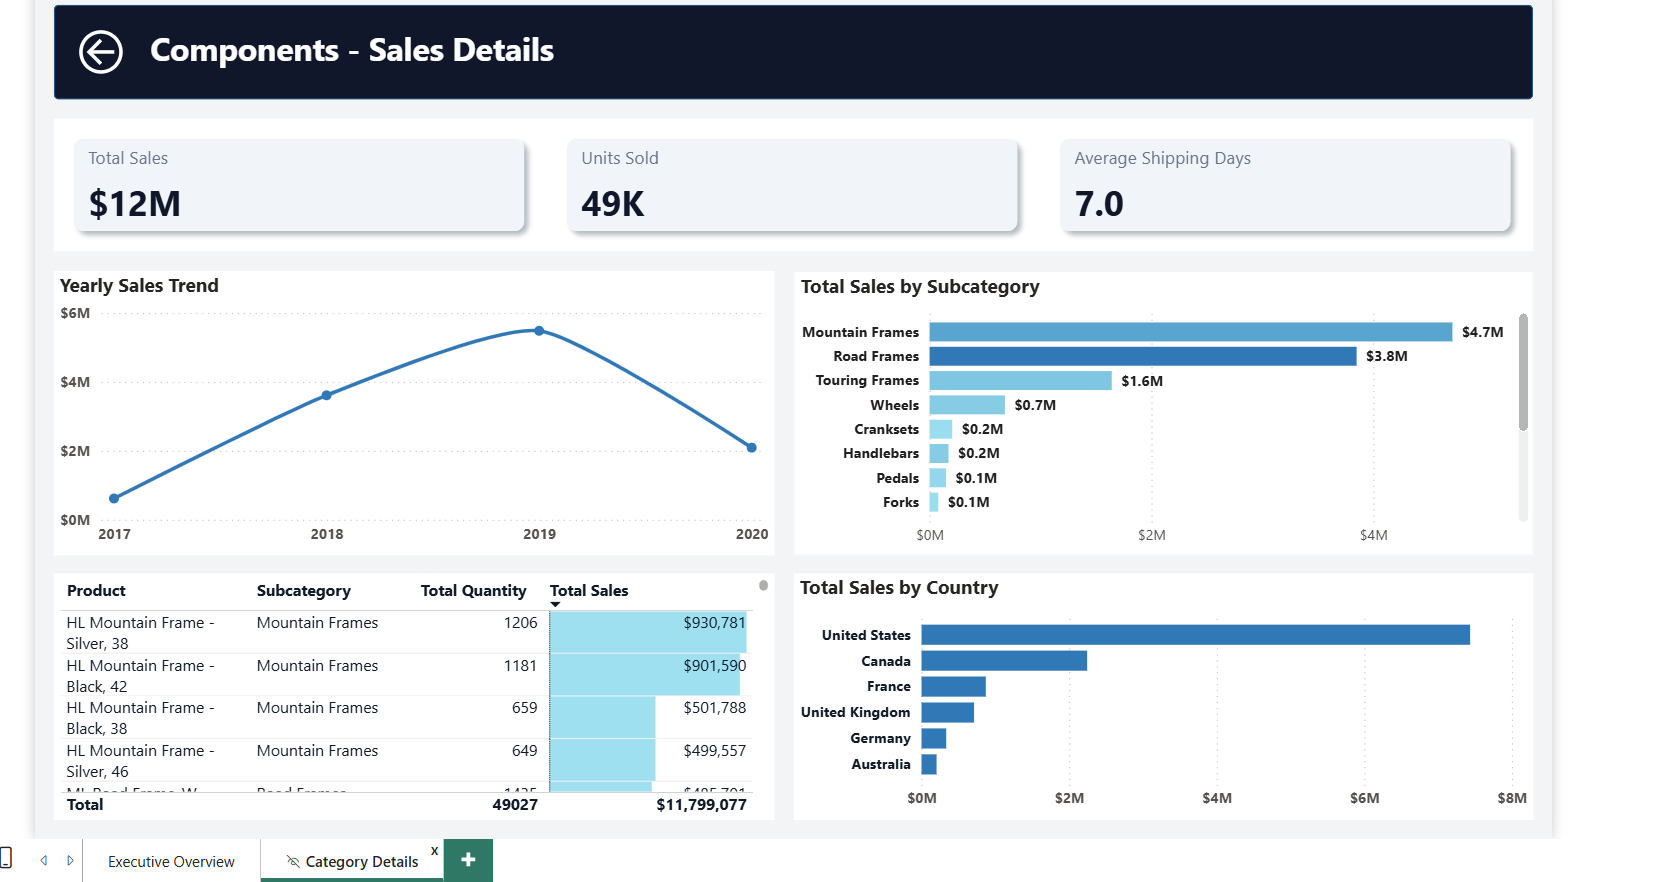 Components - Sales Details
Total Sales
$12M
Units Sold
49K
Average Shipping Days
7.0
Yearly Sales Trend
$6M
$4M
$2M
$0M
2017 2018 2019 2020
Total Sales by Subcategory
Mountain Frames $4.7M
Road Frames $3.8M
Touring Frames $1.6M
Wheels $0.7M
Cranksets $0.2M
Handlebars $0.2M
Pedals $0.1M
Forks $0.1M
$0M $2M $4M
Product Subcategory Total Quantity Total Sales
HL Mountain Frame - Mountain Frames 1206 $930,781
Silver, 38
HL Mountain Frame - Mountain Frames 1181 $901,590
Black, 42
HL Mountain Frame - Mountain Frames 659 $501,788
Black, 38
HL Mountain Frame - Mountain Frames 649 $499,557
Silver, 46
ML Road Frame-W Road Frames
Total 49027 $11,799,077
Total Sales by Country
United States
Canada
France
United Kingdom
Germany
Australia
$0M $2M $4M $6M $8M
Executive Overview Category Details x +